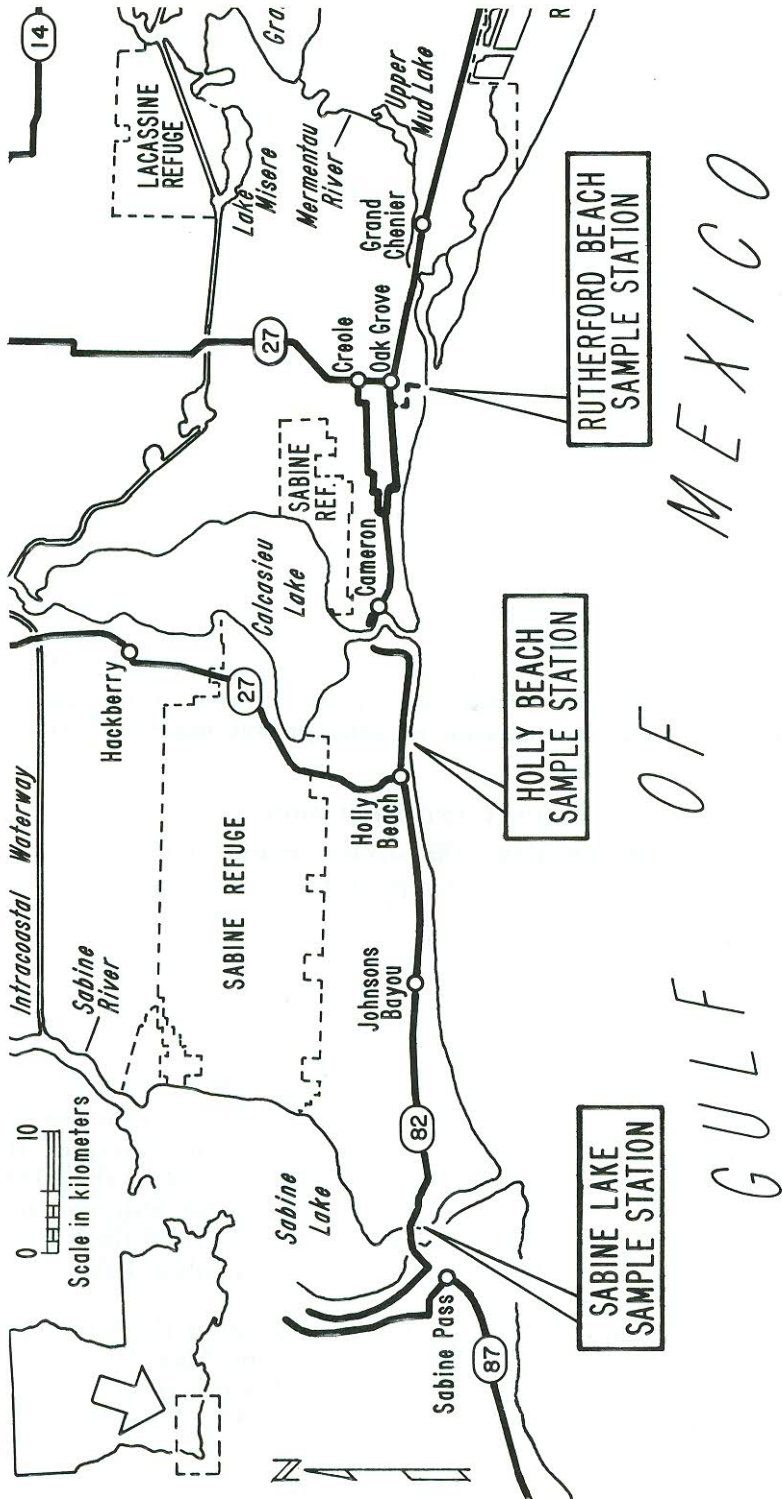 14
LACASSINE
REFUGE
Gra
Lake
Misere
Mermentau
River
Upper
Mud Lake
Grand
Chenier
R
27
Creole
Oak Grove
SABINE
REF.
Calcasieu
Lake
Cameron
RUTHERFORD BEACH
SAMPLE STATION
Hackberry
27
Intracoastal Waterway
Sabine
River
SABINE REFUGE
Holly
Beach
HOLLY BEACH
SAMPLE STATION
Johnsons
Bayou
0 10
Scale in kilometers
Sabine
Lake
82
SABINE LAKE
SAMPLE STATION
Sabine Pass
87
N
GULF OF MEXICO